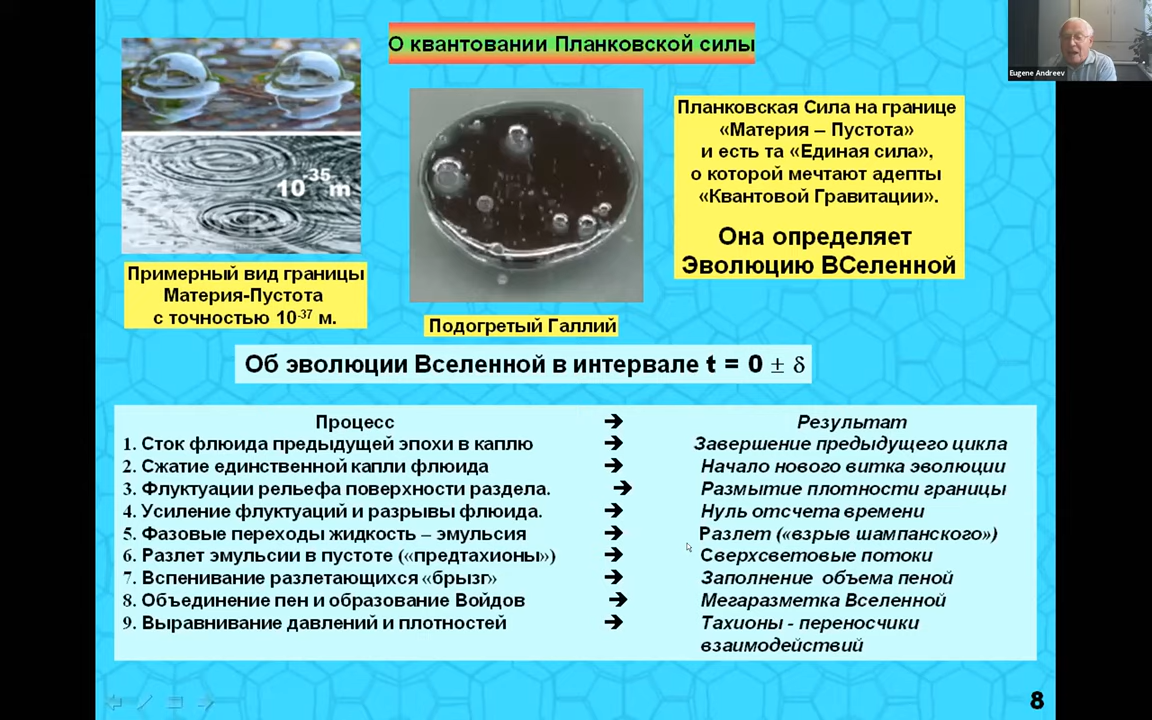 О квантовании Планковской силы
Eugene Andreev
10⁻³⁵ m
Примерный вид границы
Материя-Пустота
с точностью 10⁻³⁷ м.
Подогретый Галлий
Планковская Сила на границе
«Материя – Пустота»
и есть та «Единая сила»,
о которой мечтают адепты
«Квантовой Гравитации».
Она определяет
Эволюцию ВСеленной
Об эволюции Вселенной в интервале t = 0 ± δ
Процесс ➔ Результат
1. Сток флюида предыдущей эпохи в каплю ➔ Завершение предыдущего цикла
2. Сжатие единственной капли флюида ➔ Начало нового витка эволюции
3. Флуктуации рельефа поверхности раздела. ➔ Размытие плотности границы
4. Усиление флуктуаций и разрывы флюида. ➔ Нуль отсчета времени
5. Фазовые переходы жидкость – эмульсия ➔ Разлет («взрыв шампанского»)
6. Разлет эмульсии в пустоте («предтахионы») ➔ Сверхсветовые потоки
7. Вспенивание разлетающихся «брызг» ➔ Заполнение объема пеной
8. Объединение пен и образование Войдов ➔ Мегаразметка Вселенной
9. Выравнивание давлений и плотностей ➔ Тахионы - переносчики
взаимодействий
8